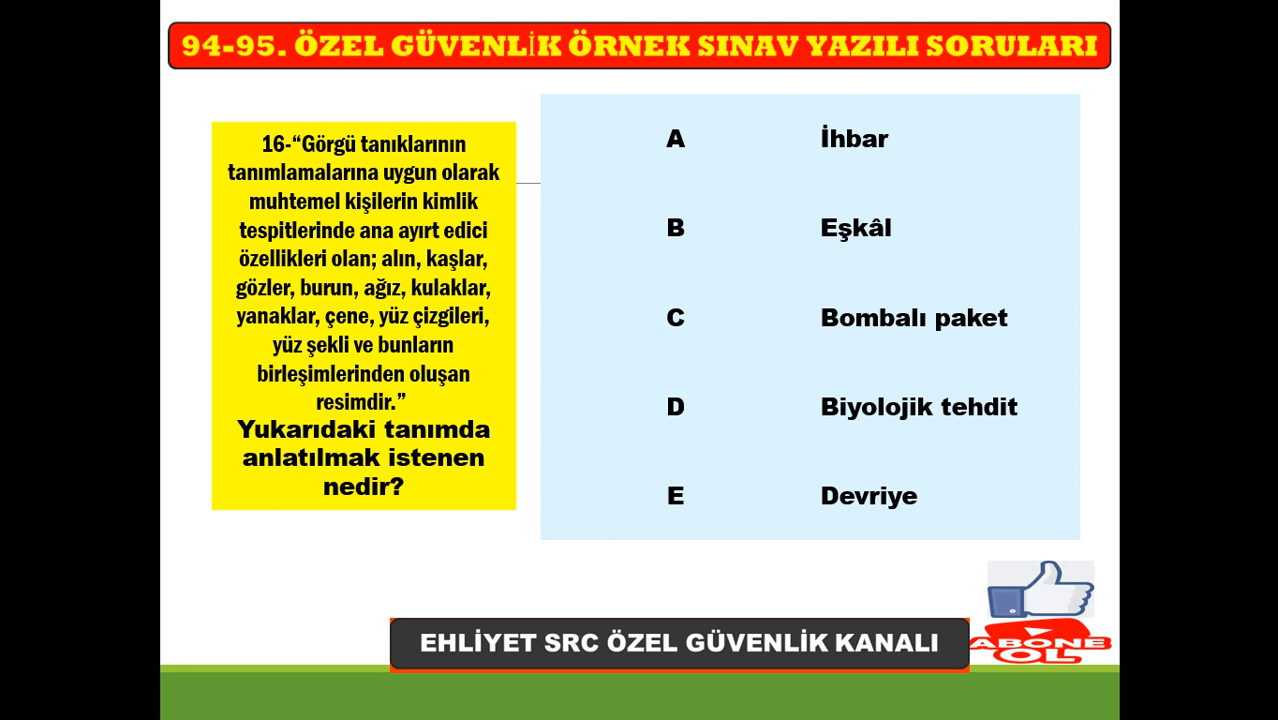 94-95. ÖZEL GÜVENLİK ÖRNEK SINAV YAZILI SORULARI
16-“Görgü tanıklarının
tanımlamalarına uygun olarak
muhtemel kişilerin kimlik
tespitlerinde ana ayırt edici
özellikleri olan; alın, kaşlar,
gözler, burun, ağız, kulaklar,
yanaklar, çene, yüz çizgileri,
yüz şekli ve bunların
birleşimlerinden oluşan
resimdir.”
Yukarıdaki tanımda
anlatılmak istenen
nedir?
A İhbar
B Eşkâl
C Bombalı paket
D Biyolojik tehdit
E Devriye
EHLİYET SRC ÖZEL GÜVENLİK KANALI
ABONE
OL